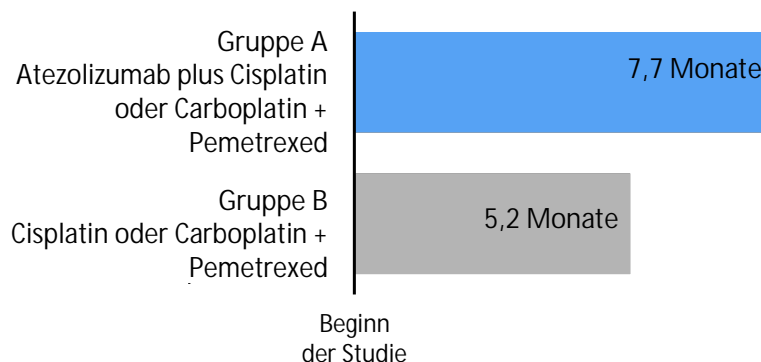 Gruppe A
Atezolizumab plus Cisplatin
oder Carboplatin +
Pemetrexed
7,7 Monate
Gruppe B
Cisplatin oder Carboplatin +
Pemetrexed
5,2 Monate
Beginn
der Studie